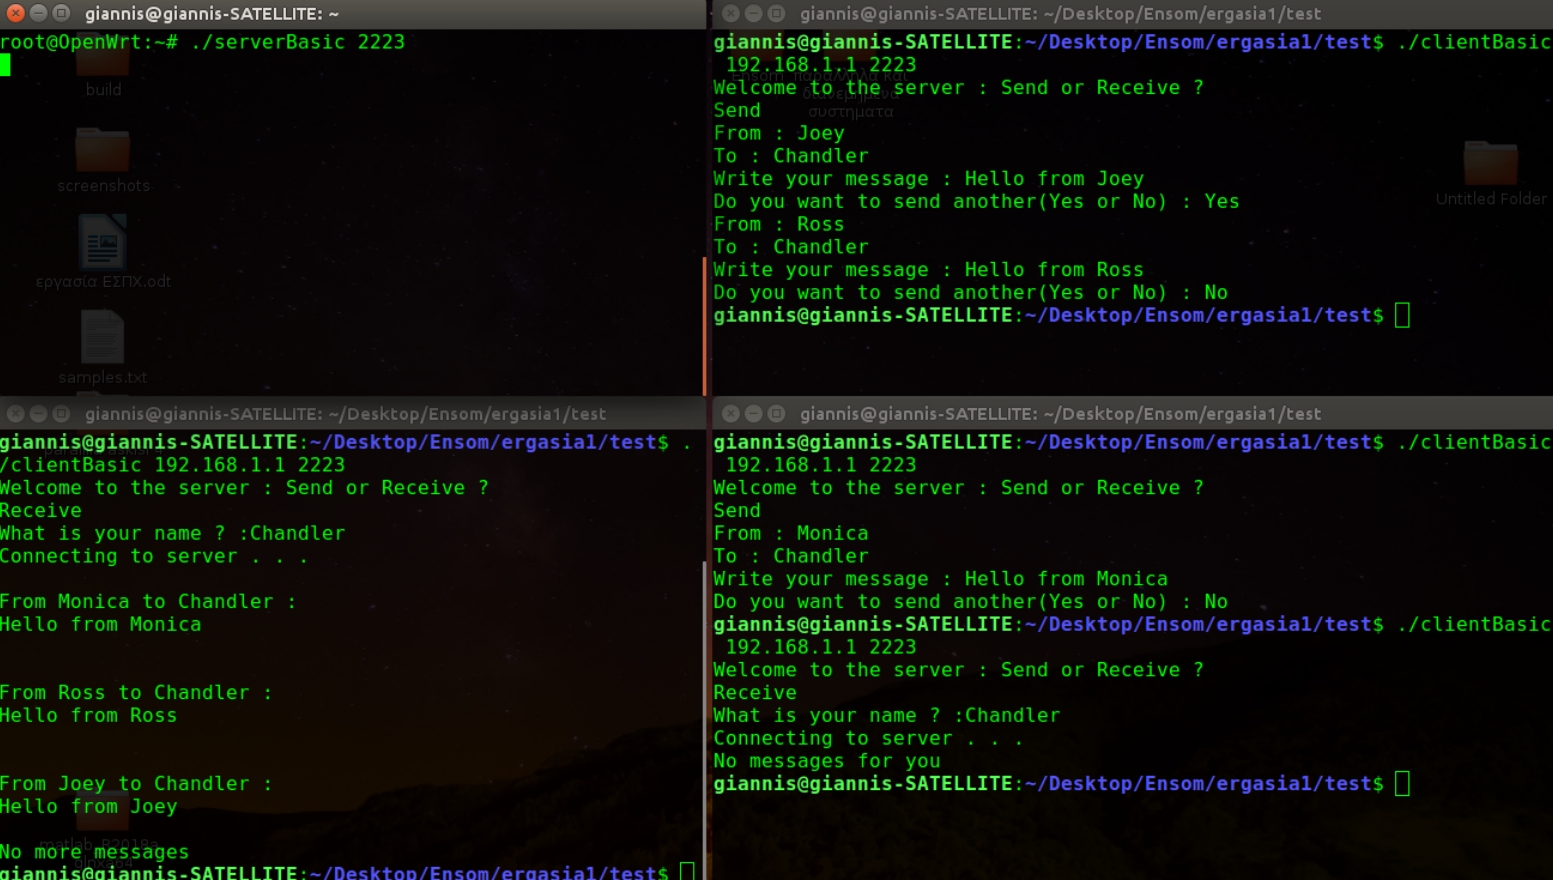 giannis@giannis-SATELLITE: ~
root@OpenWrt:~# ./serverBasic 2223
build
screenshots
εργασία ΕΣΠΧ.odt
samples.txt
giannis@giannis-SATELLITE: ~/Desktop/Ensom/ergasia1/test
giannis@giannis-SATELLITE:~/Desktop/Ensom/ergasia1/test$ ./clientBasic
192.168.1.1 2223
Ensom παράλληλα και
διανεμημένα
συστηματα
Welcome to the server : Send or Receive ?
Send
From : Joey
To : Chandler
Write your message : Hello from Joey
Do you want to send another(Yes or No) : Yes
From : Ross
To : Chandler
Write your message : Hello from Ross
Do you want to send another(Yes or No) : No
giannis@giannis-SATELLITE:~/Desktop/Ensom/ergasia1/test$
Untitled Folder
giannis@giannis-SATELLITE: ~/Desktop/Ensom/ergasia1/test
giannis@giannis-SATELLITE:~/Desktop/Ensom/ergasia1/test$ .
/clientBasic 192.168.1.1 2223
Welcome to the server : Send or Receive ?
Receive
What is your name ? :Chandler
Connecting to server . . .
From Monica to Chandler :
Hello from Monica
From Ross to Chandler :
Hello from Ross
From Joey to Chandler :
Hello from Joey
matlab_R2018a_
glnxa64
No more messages
giannis@giannis-SATELLITE:~/Desktop/Ensom/ergasia1/test$
giannis@giannis-SATELLITE: ~/Desktop/Ensom/ergasia1/test
giannis@giannis-SATELLITE:~/Desktop/Ensom/ergasia1/test$ ./clientBasic
192.168.1.1 2223
Welcome to the server : Send or Receive ?
Send
From : Monica
To : Chandler
Write your message : Hello from Monica
Do you want to send another(Yes or No) : No
giannis@giannis-SATELLITE:~/Desktop/Ensom/ergasia1/test$ ./clientBasic
192.168.1.1 2223
Welcome to the server : Send or Receive ?
Receive
What is your name ? :Chandler
Connecting to server . . .
No messages for you
giannis@giannis-SATELLITE:~/Desktop/Ensom/ergasia1/test$